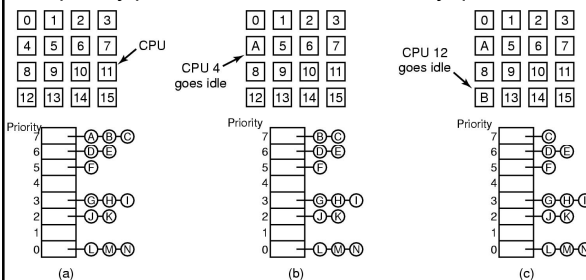 0 1 2 3
4 5 6 7
CPU
8 9 10 11
12 13 14 15
Priority
7 A B C
6 D E
5 F
4
3 G H I
2 J K
1
0 L M N
(a)
0 1 2 3
A 5 6 7
CPU 4
goes idle
8 9 10 11
12 13 14 15
Priority
7 B C
6 D E
5 F
4
3 G H I
2 J K
1
0 L M N
(b)
0 1 2 3
A 5 6 7
CPU 12
goes idle
8 9 10 11
B 13 14 15
Priority
7 C
6 D E
5 F
4
3 G H I
2 J K
1
0 L M N
(c)